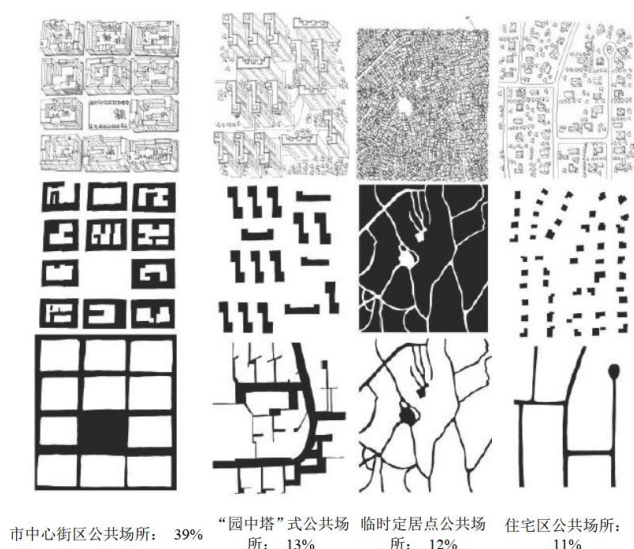 市中心街区公共场所： 39%
“园中塔”式公共场
所： 13%
临时定居点公共场
所： 12%
住宅区公共场所：
11%